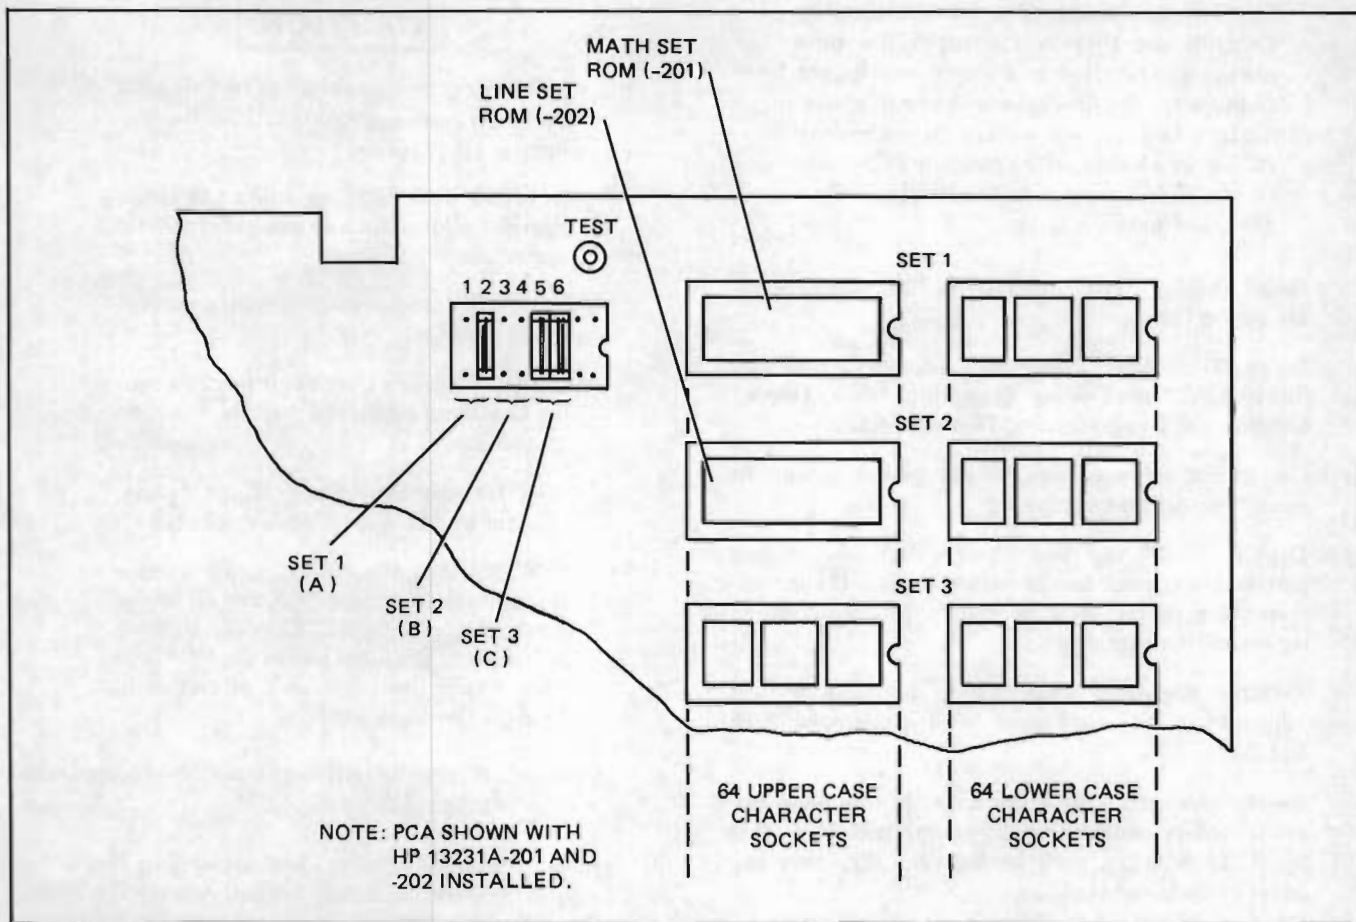 MATH SET
ROM (-201)
LINE SET
ROM (-202)
TEST
1 2 3 4 5 6
SET 1
SET 2
SET 3
SET 1
(A)
SET 2
(B)
SET 3
(C)
64 UPPER CASE
CHARACTER
SOCKETS
64 LOWER CASE
CHARACTER
SOCKETS
NOTE: PCA SHOWN WITH
HP 13231A-201 AND
-202 INSTALLED.